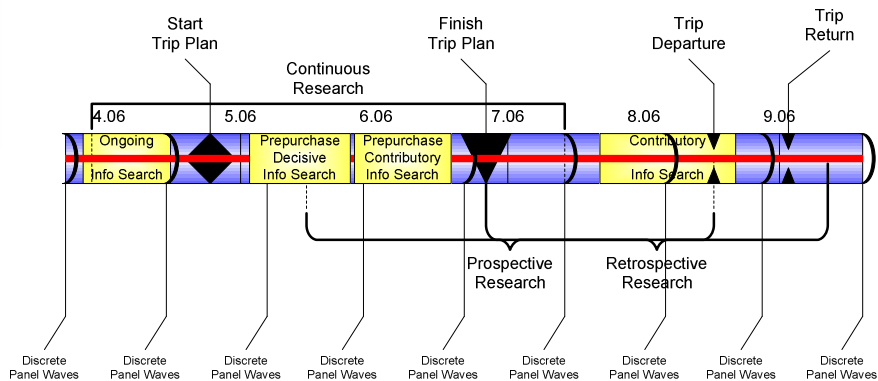 Start
Trip Plan
Finish
Trip Plan
Trip
Departure
Trip
Return
Continuous
Research
4.06
5.06
6.06
7.06
8.06
9.06
Ongoing
Info Search
Prepurchase
Decisive
Info Search
Prepurchase
Contributory
Info Search
Contributory
Info Search
Prospective
Research
Retrospective
Research
Discrete
Panel Waves
Discrete
Panel Waves
Discrete
Panel Waves
Discrete
Panel Waves
Discrete
Panel Waves
Discrete
Panel Waves
Discrete
Panel Waves
Discrete
Panel Waves
Discrete
Panel Waves